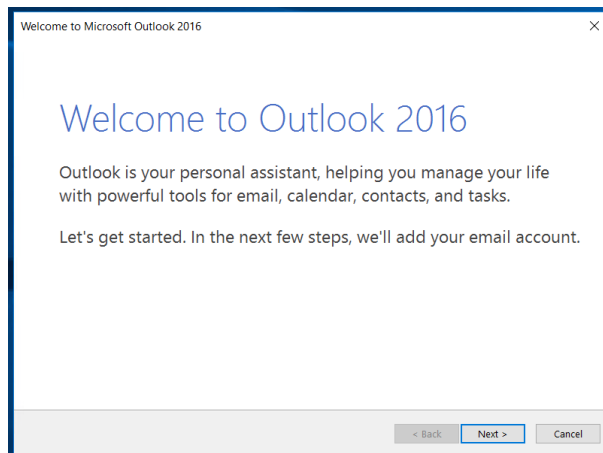 Welcome to Microsoft Outlook 2016
Welcome to Outlook 2016
Outlook is your personal assistant, helping you manage your life
with powerful tools for email, calendar, contacts, and tasks.
Let's get started. In the next few steps, we'll add your email account.
< Back Next > Cancel